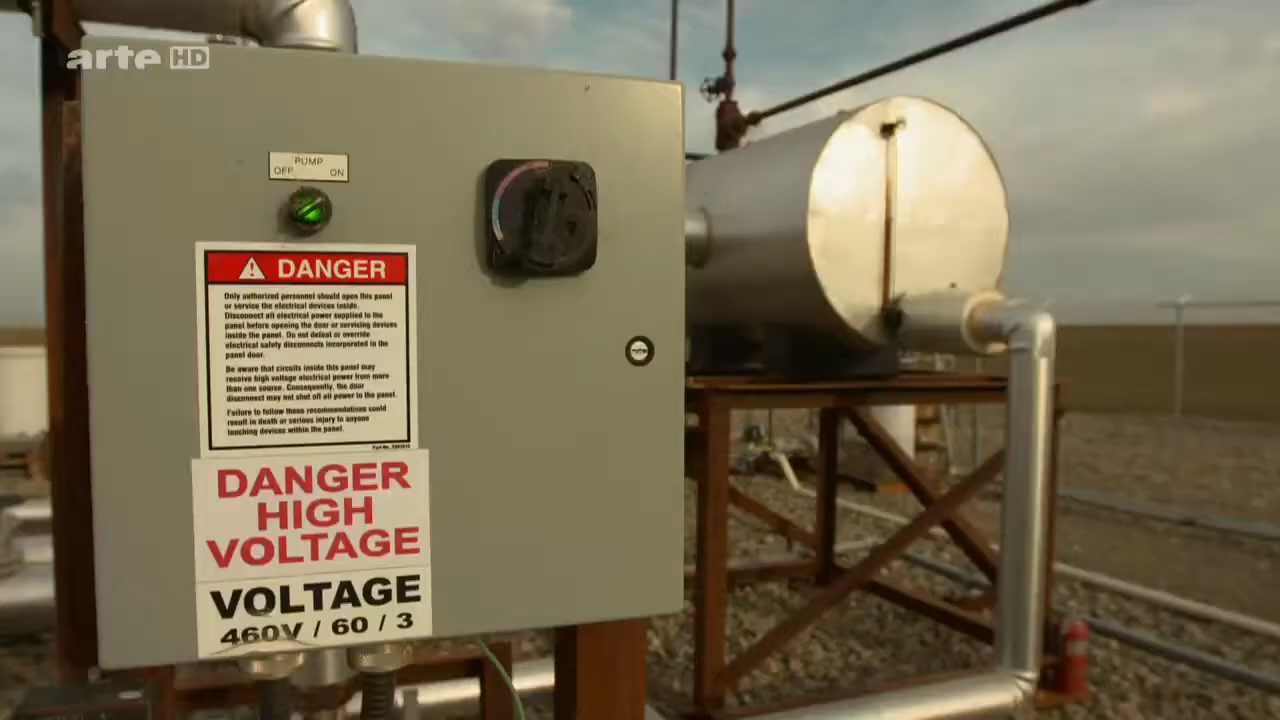 arte HD
PUMP
OFF ON
DANGER
Only authorized personnel should open this panel
or service the electrical devices inside.
Disconnect all electrical power supplied to the
panel before opening the door or servicing devices
inside the panel. Do not defeat or override
electrical safety disconnects incorporated in the
panel door.
Be aware that circuits inside this panel may
receive high voltage electrical power from more
than one source. Consequently, the door
disconnect may not shut off all power to the panel.
Failure to follow these recommendations could
result in death or serious injury to anyone
touching devices within the panel.
DANGER
HIGH
VOLTAGE
VOLTAGE
460V / 60 / 3